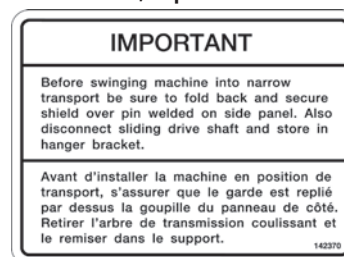 IMPORTANT
Before swinging machine into narrow
transport be sure to fold back and secure
shield over pin welded on side panel. Also
disconnect sliding drive shaft and store in
hanger bracket.
Avant d'installer la machine en position de
transport, s'assurer que le garde est replié
par dessus la goupille du panneau de côté.
Retirer l'arbre de transmission coulissant et
le remiser dans le support.
142370